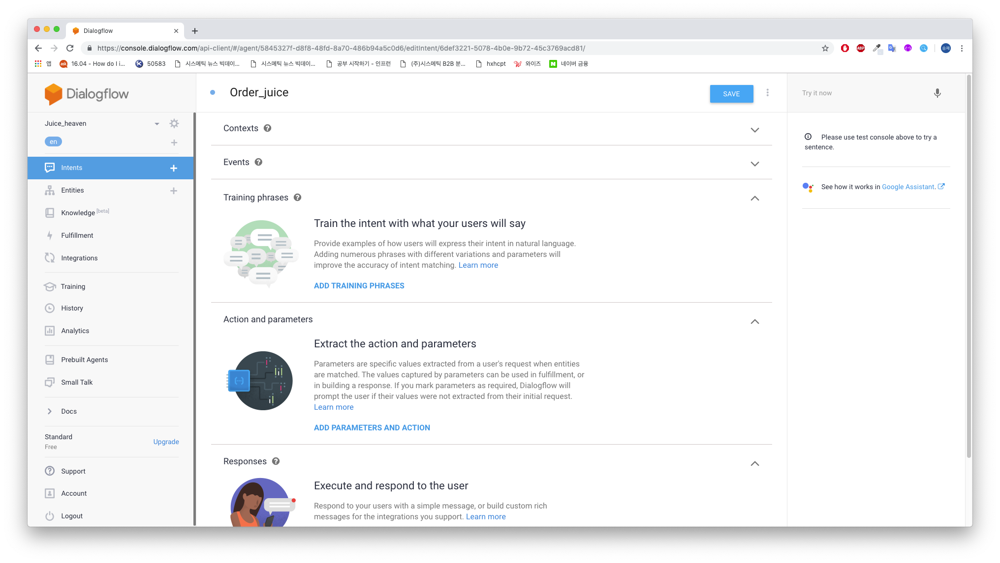 Dialogflow
https://console.dialogflow.com/api-client/#/agent/5845327f-d8f8-48fd-8a70-486b94a5c0d6/editIntent/6def3221-5078-4b0e-9b72-45c3769acd81/
ABP
승재
앱
ask
16.04 - How do I i...
K
50583
시스메틱 뉴스 빅데이...
시스메틱 뉴스 빅데이...
공부 시작하기 - 인프런
(주)시스메틱 B2B 분...
hxhcpt
와이즈
N
네이버 금융
Dialogflow
Order_juice
SAVE
Try it now
Juice_heaven
en
Intents
Entities
Knowledge [beta]
Fulfillment
Integrations
Training
History
Analytics
Prebuilt Agents
Small Talk
Docs
Standard
Free
Upgrade
Support
Account
Logout
Contexts
Events
Training phrases
Train the intent with what your users will say
Provide examples of how users will express their intent in natural language.
Adding numerous phrases with different variations and parameters will
improve the accuracy of intent matching. Learn more
ADD TRAINING PHRASES
Action and parameters
Extract the action and parameters
Parameters are specific values extracted from a user's request when entities
are matched. The values captured by parameters can be used in fulfillment, or
in building a response. If you mark parameters as required, Dialogflow will
prompt the user if their values were not extracted from their initial request.
Learn more
ADD PARAMETERS AND ACTION
Responses
Execute and respond to the user
Respond to your users with a simple message, or build custom rich
messages for the integrations you support. Learn more
Please use test console above to try a
sentence.
See how it works in Google Assistant.